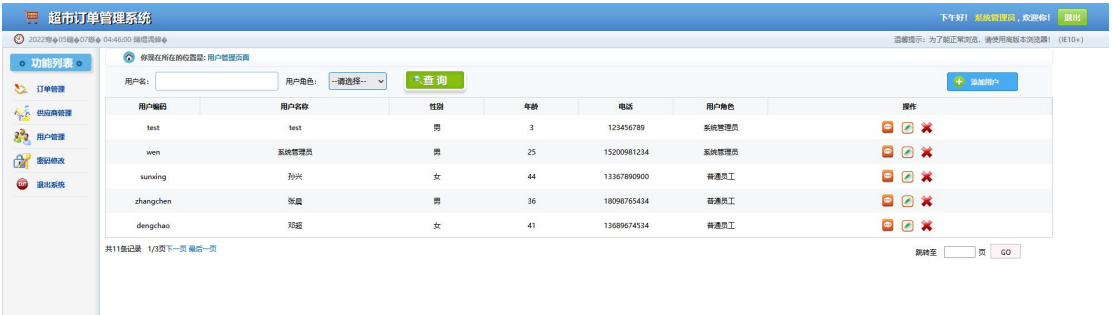 超市订单管理系统
下午好! 系统管理员 , 欢迎你! 退出
温馨提示: 为了能正常浏览, 请使用高版本浏览器! (IE10+)
功能列表
订单管理
供应商管理
用户管理
密码修改
退出系统
你现在所在的位置是: 用户管理页面
用户名: 用户角色: --请选择-- 查 询 添加用户
用户编码 用户名称 性别 年龄 电话 用户角色 操作
test test 男 3 123456789 系统管理员
wen 系统管理员 男 25 15200981234 系统管理员
sunxing 孙兴 女 44 13367890900 普通员工
zhangchen 张晨 男 36 18098765434 普通员工
dengchao 邓超 女 41 13689674534 普通员工
共11条记录 1/3页下一页 最后一页
跳转至 页 GO